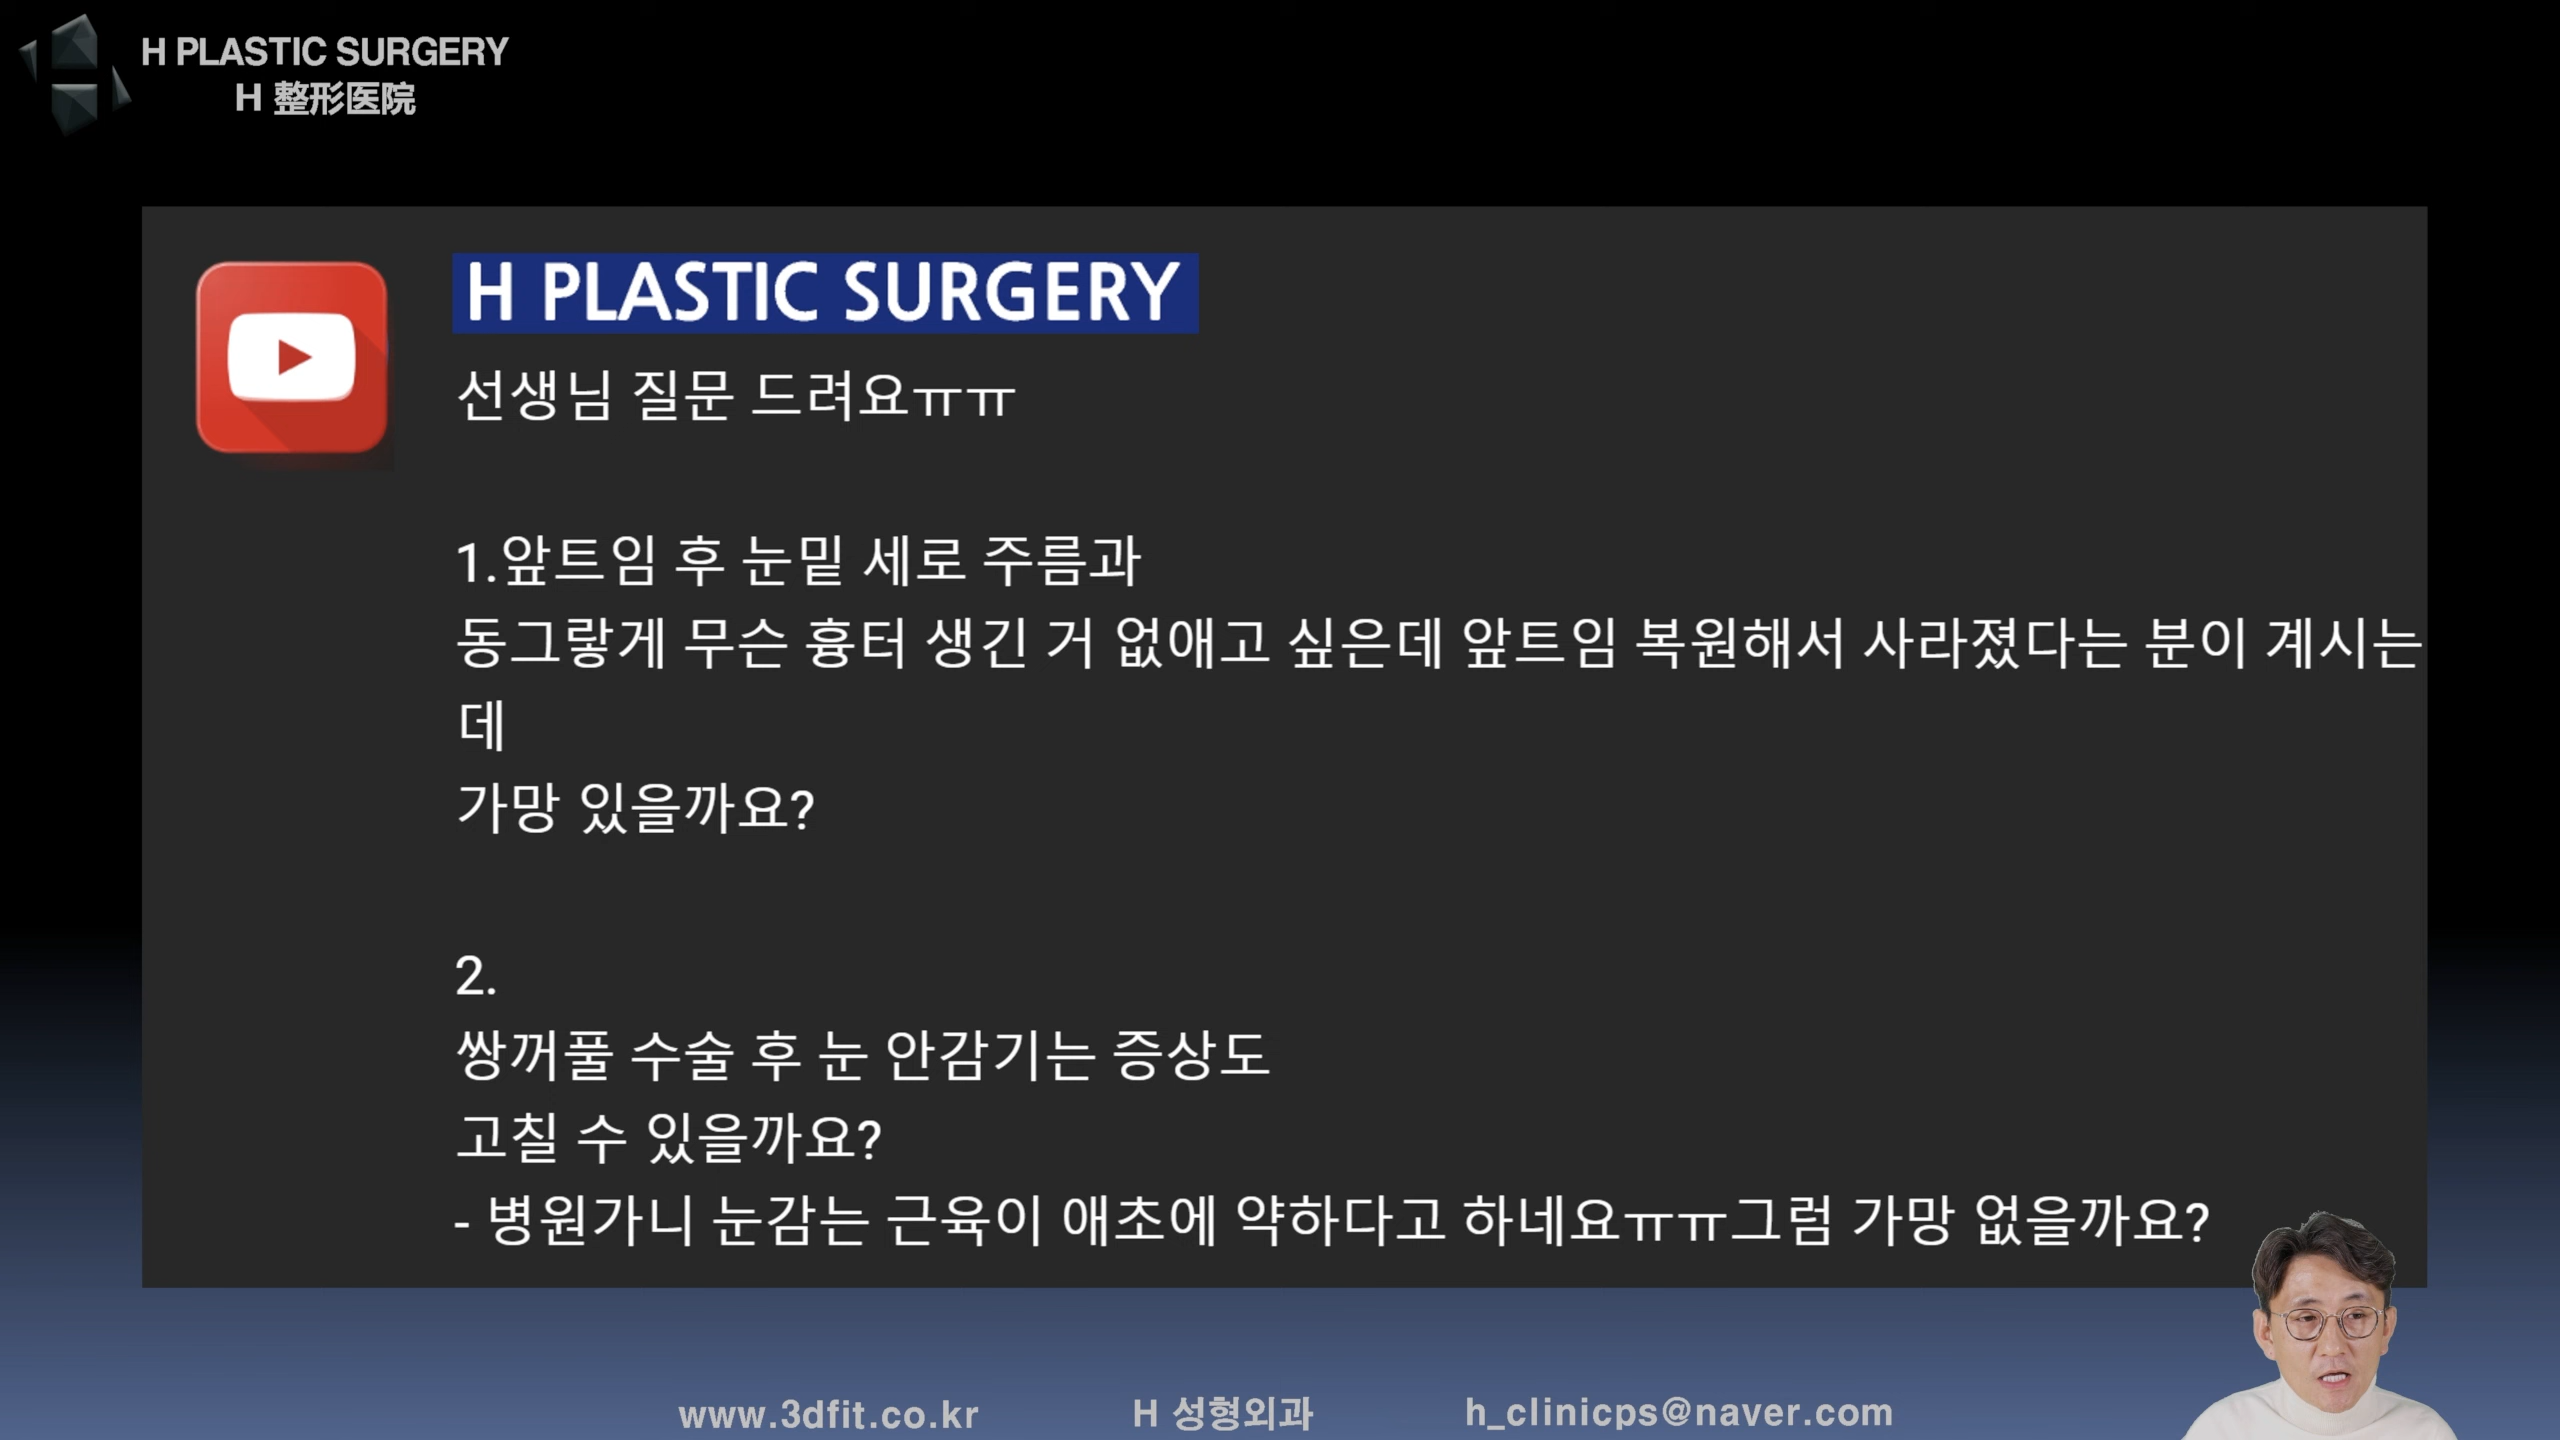 H PLASTIC SURGERY
H 整形医院
H PLASTIC SURGERY
선생님 질문 드려요ㅠㅠ
1.앞트임 후 눈밑 세로 주름과
동그랗게 무슨 흉터 생긴 거 없애고 싶은데 앞트임 복원해서 사라졌다는 분이 계시는
데
가망 있을까요?
2.
쌍꺼풀 수술 후 눈 안감기는 증상도
고칠 수 있을까요?
- 병원가니 눈감는 근육이 애초에 약하다고 하네요ㅠㅠ그럼 가망 없을까요?
www.3dfit.co.kr H 성형외과 h_clinicps@naver.com